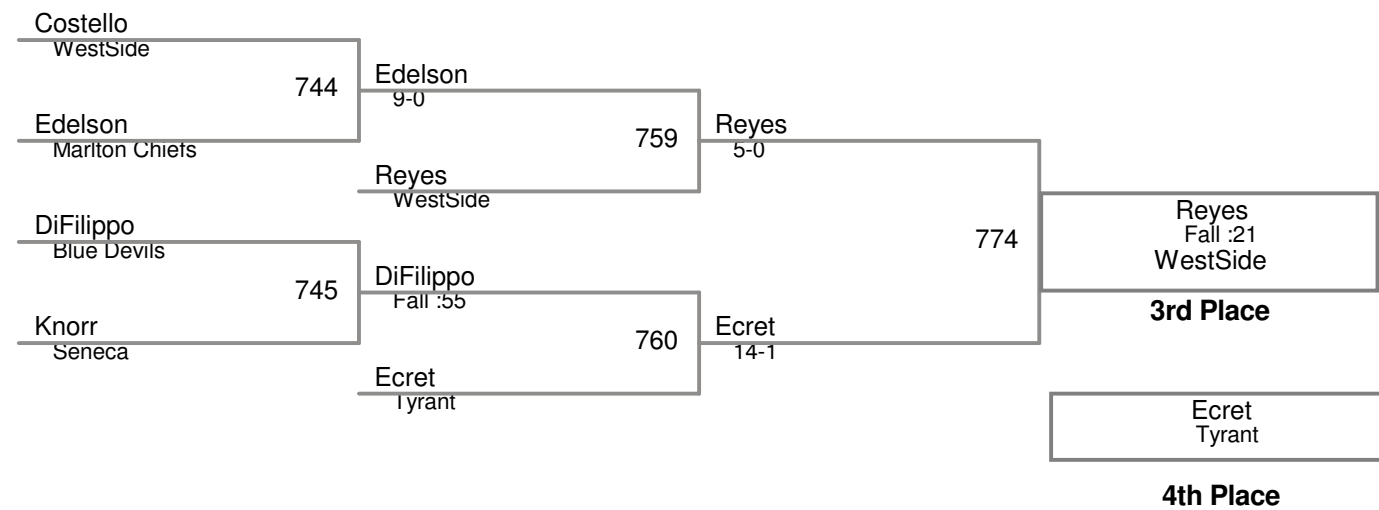 Costello
WestSide
744
Edelson
9-0
Edelson
Marlton Chiefs
759
Reyes
5-0
Reyes
WestSide
DiFilippo
Blue Devils
774
Reyes
Fall :21
WestSide
3rd Place
745
DiFilippo
Fall :55
Knorr
Seneca
760
Ecret
14-1
Ecret
Tyrant
Ecret
Tyrant
4th Place